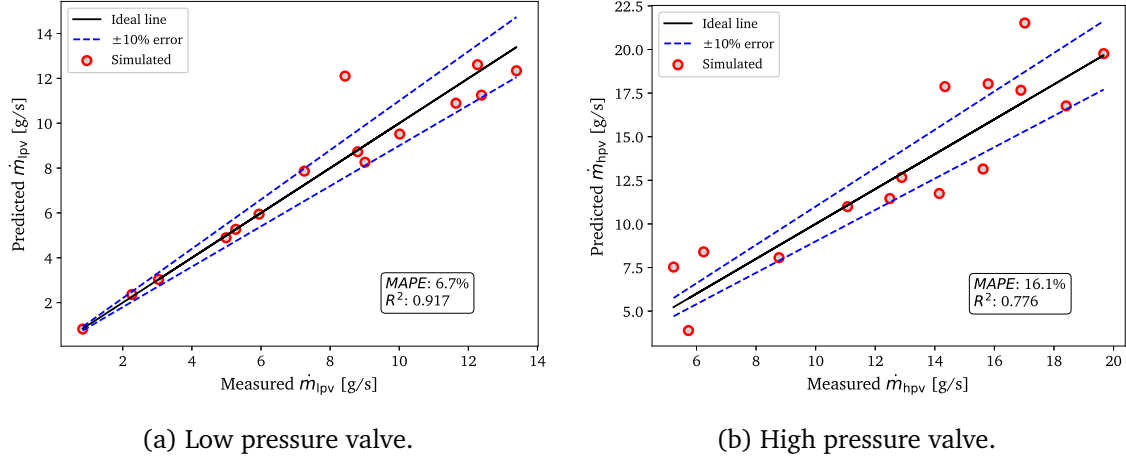 Ideal line
±10% error
Simulated
14
12
10
8
6
4
2
Predicted ṁlpv [g/s]
MAPE: 6.7%
R²: 0.917
2 4 6 8 10 12 14
Measured ṁlpv [g/s]
(a) Low pressure valve.
Ideal line
±10% error
Simulated
22.5
20.0
17.5
15.0
12.5
10.0
7.5
5.0
Predicted ṁhpv [g/s]
MAPE: 16.1%
R²: 0.776
6 8 10 12 14 16 18 20
Measured ṁhpv [g/s]
(b) High pressure valve.